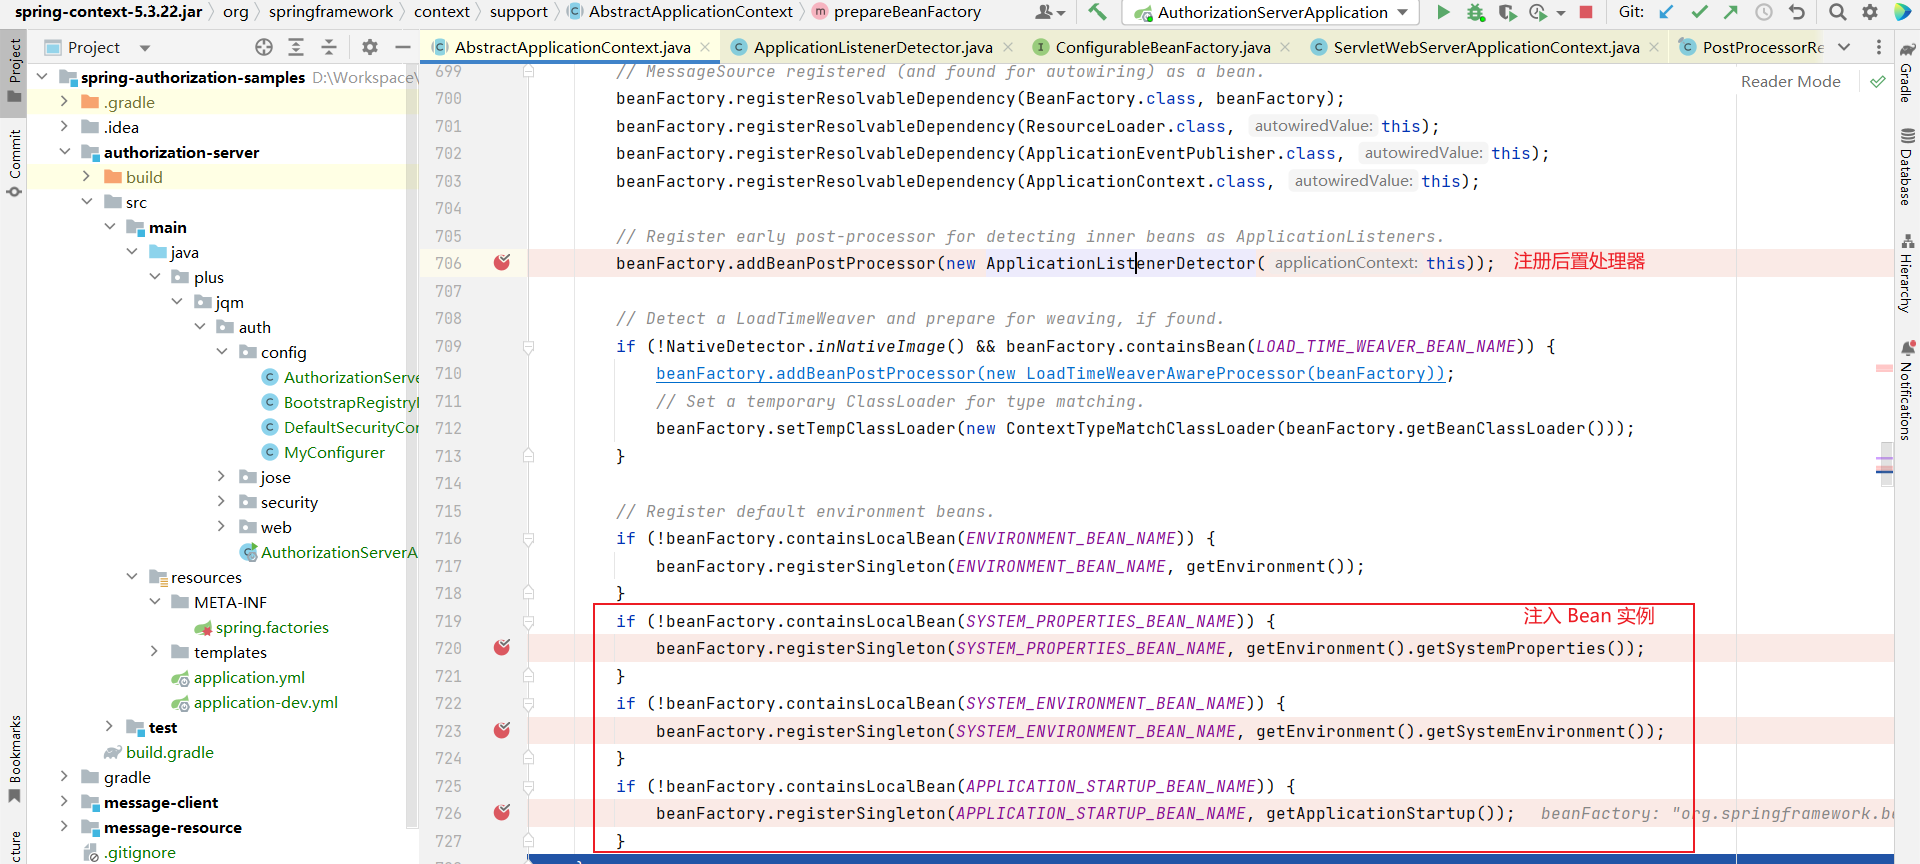 spring-context-5.3.22.jar org springframework context support AbstractApplicationContext prepareBeanFactory AuthorizationServerApplication Git:
Project
AbstractApplicationContext.java ApplicationListenerDetector.java ConfigurableBeanFactory.java ServletWebServerApplicationContext.java PostProcessorRe
Project
Commit
Bookmarks
cture
spring-authorization-samples D:\Workspace\
.gradle
.idea
authorization-server
build
src
main
java
plus
jqm
auth
config
AuthorizationServe
BootstrapRegistryI
DefaultSecurityCor
MyConfigurer
jose
security
web
AuthorizationServerA
resources
META-INF
spring.factories
templates
application.yml
application-dev.yml
test
build.gradle
gradle
message-client
message-resource
.gitignore
Reader Mode
699 // MessageSource registered (and found for autowiring) as a bean.
700 beanFactory.registerResolvableDependency(BeanFactory.class, beanFactory);
701 beanFactory.registerResolvableDependency(ResourceLoader.class, autowiredValue: this);
702 beanFactory.registerResolvableDependency(ApplicationEventPublisher.class, autowiredValue: this);
703 beanFactory.registerResolvableDependency(ApplicationContext.class, autowiredValue: this);
704
705 // Register early post-processor for detecting inner beans as ApplicationListeners.
706 beanFactory.addBeanPostProcessor(new ApplicationListenerDetector( applicationContext: this)); 注册后置处理器
707
708 // Detect a LoadTimeWeaver and prepare for weaving, if found.
709 if (!NativeDetector.inNativeImage() && beanFactory.containsBean(LOAD_TIME_WEAVER_BEAN_NAME)) {
710 beanFactory.addBeanPostProcessor(new LoadTimeWeaverAwareProcessor(beanFactory));
711 // Set a temporary ClassLoader for type matching.
712 beanFactory.setTempClassLoader(new ContextTypeMatchClassLoader(beanFactory.getBeanClassLoader()));
713 }
714
715 // Register default environment beans.
716 if (!beanFactory.containsLocalBean(ENVIRONMENT_BEAN_NAME)) {
717 beanFactory.registerSingleton(ENVIRONMENT_BEAN_NAME, getEnvironment());
718 }
719 if (!beanFactory.containsLocalBean(SYSTEM_PROPERTIES_BEAN_NAME)) { 注入 Bean 实例
720 beanFactory.registerSingleton(SYSTEM_PROPERTIES_BEAN_NAME, getEnvironment().getSystemProperties());
721 }
722 if (!beanFactory.containsLocalBean(SYSTEM_ENVIRONMENT_BEAN_NAME)) {
723 beanFactory.registerSingleton(SYSTEM_ENVIRONMENT_BEAN_NAME, getEnvironment().getSystemEnvironment());
724 }
725 if (!beanFactory.containsLocalBean(APPLICATION_STARTUP_BEAN_NAME)) {
726 beanFactory.registerSingleton(APPLICATION_STARTUP_BEAN_NAME, getApplicationStartup()); beanFactory: "org.springframework.be
727 }
Gradle
Database
Hierarchy
Notifications